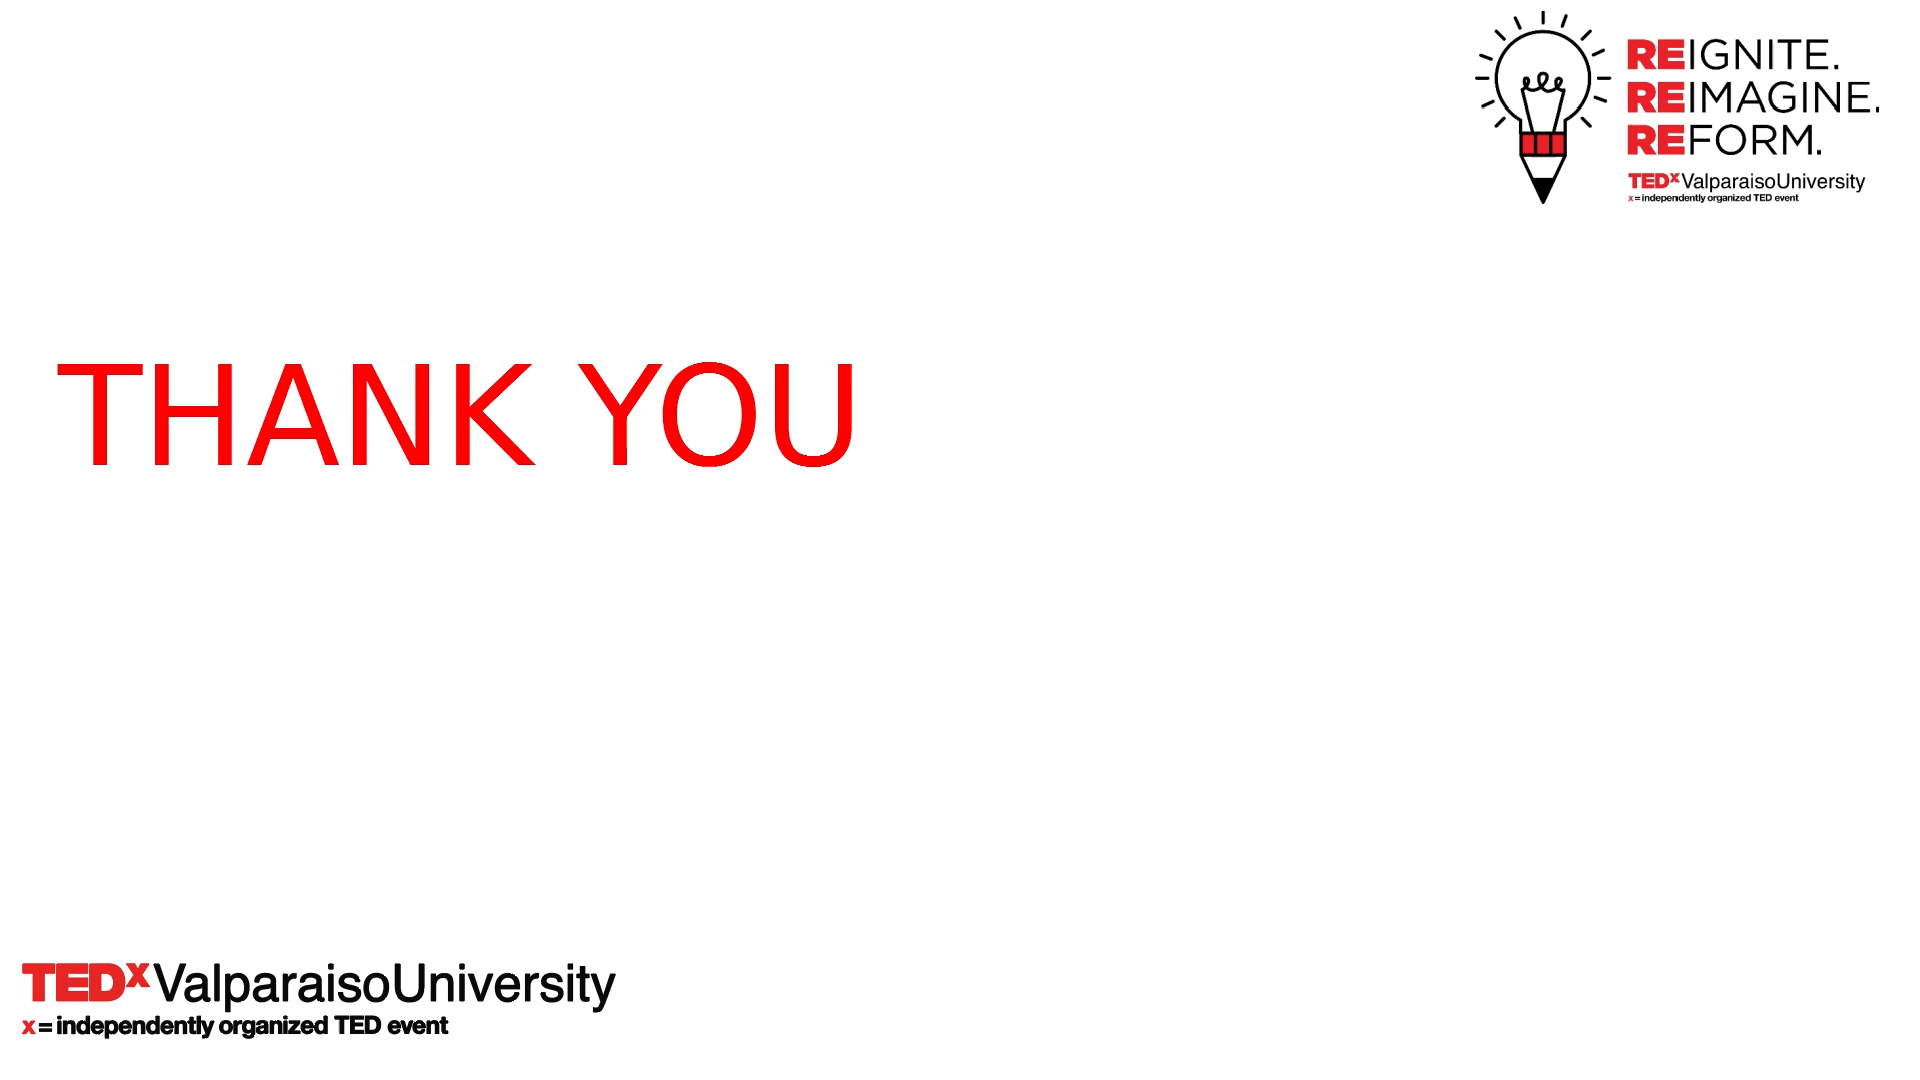 REIGNITE.
REIMAGINE.
REFORM.
TEDxValparaisoUniversity
x = independently organized TED event
THANK YOU
TEDxValparaisoUniversity
x = independently organized TED event